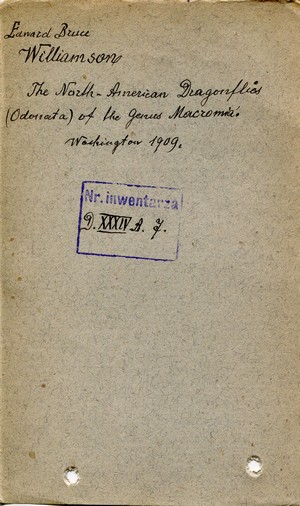 Edward Bruce
Williamson
The North-American Dragonflies
(Odonata) of the Genus Macromia.
Washington 1909.
Nr. inwentarza
D. XXXIV A. 7.